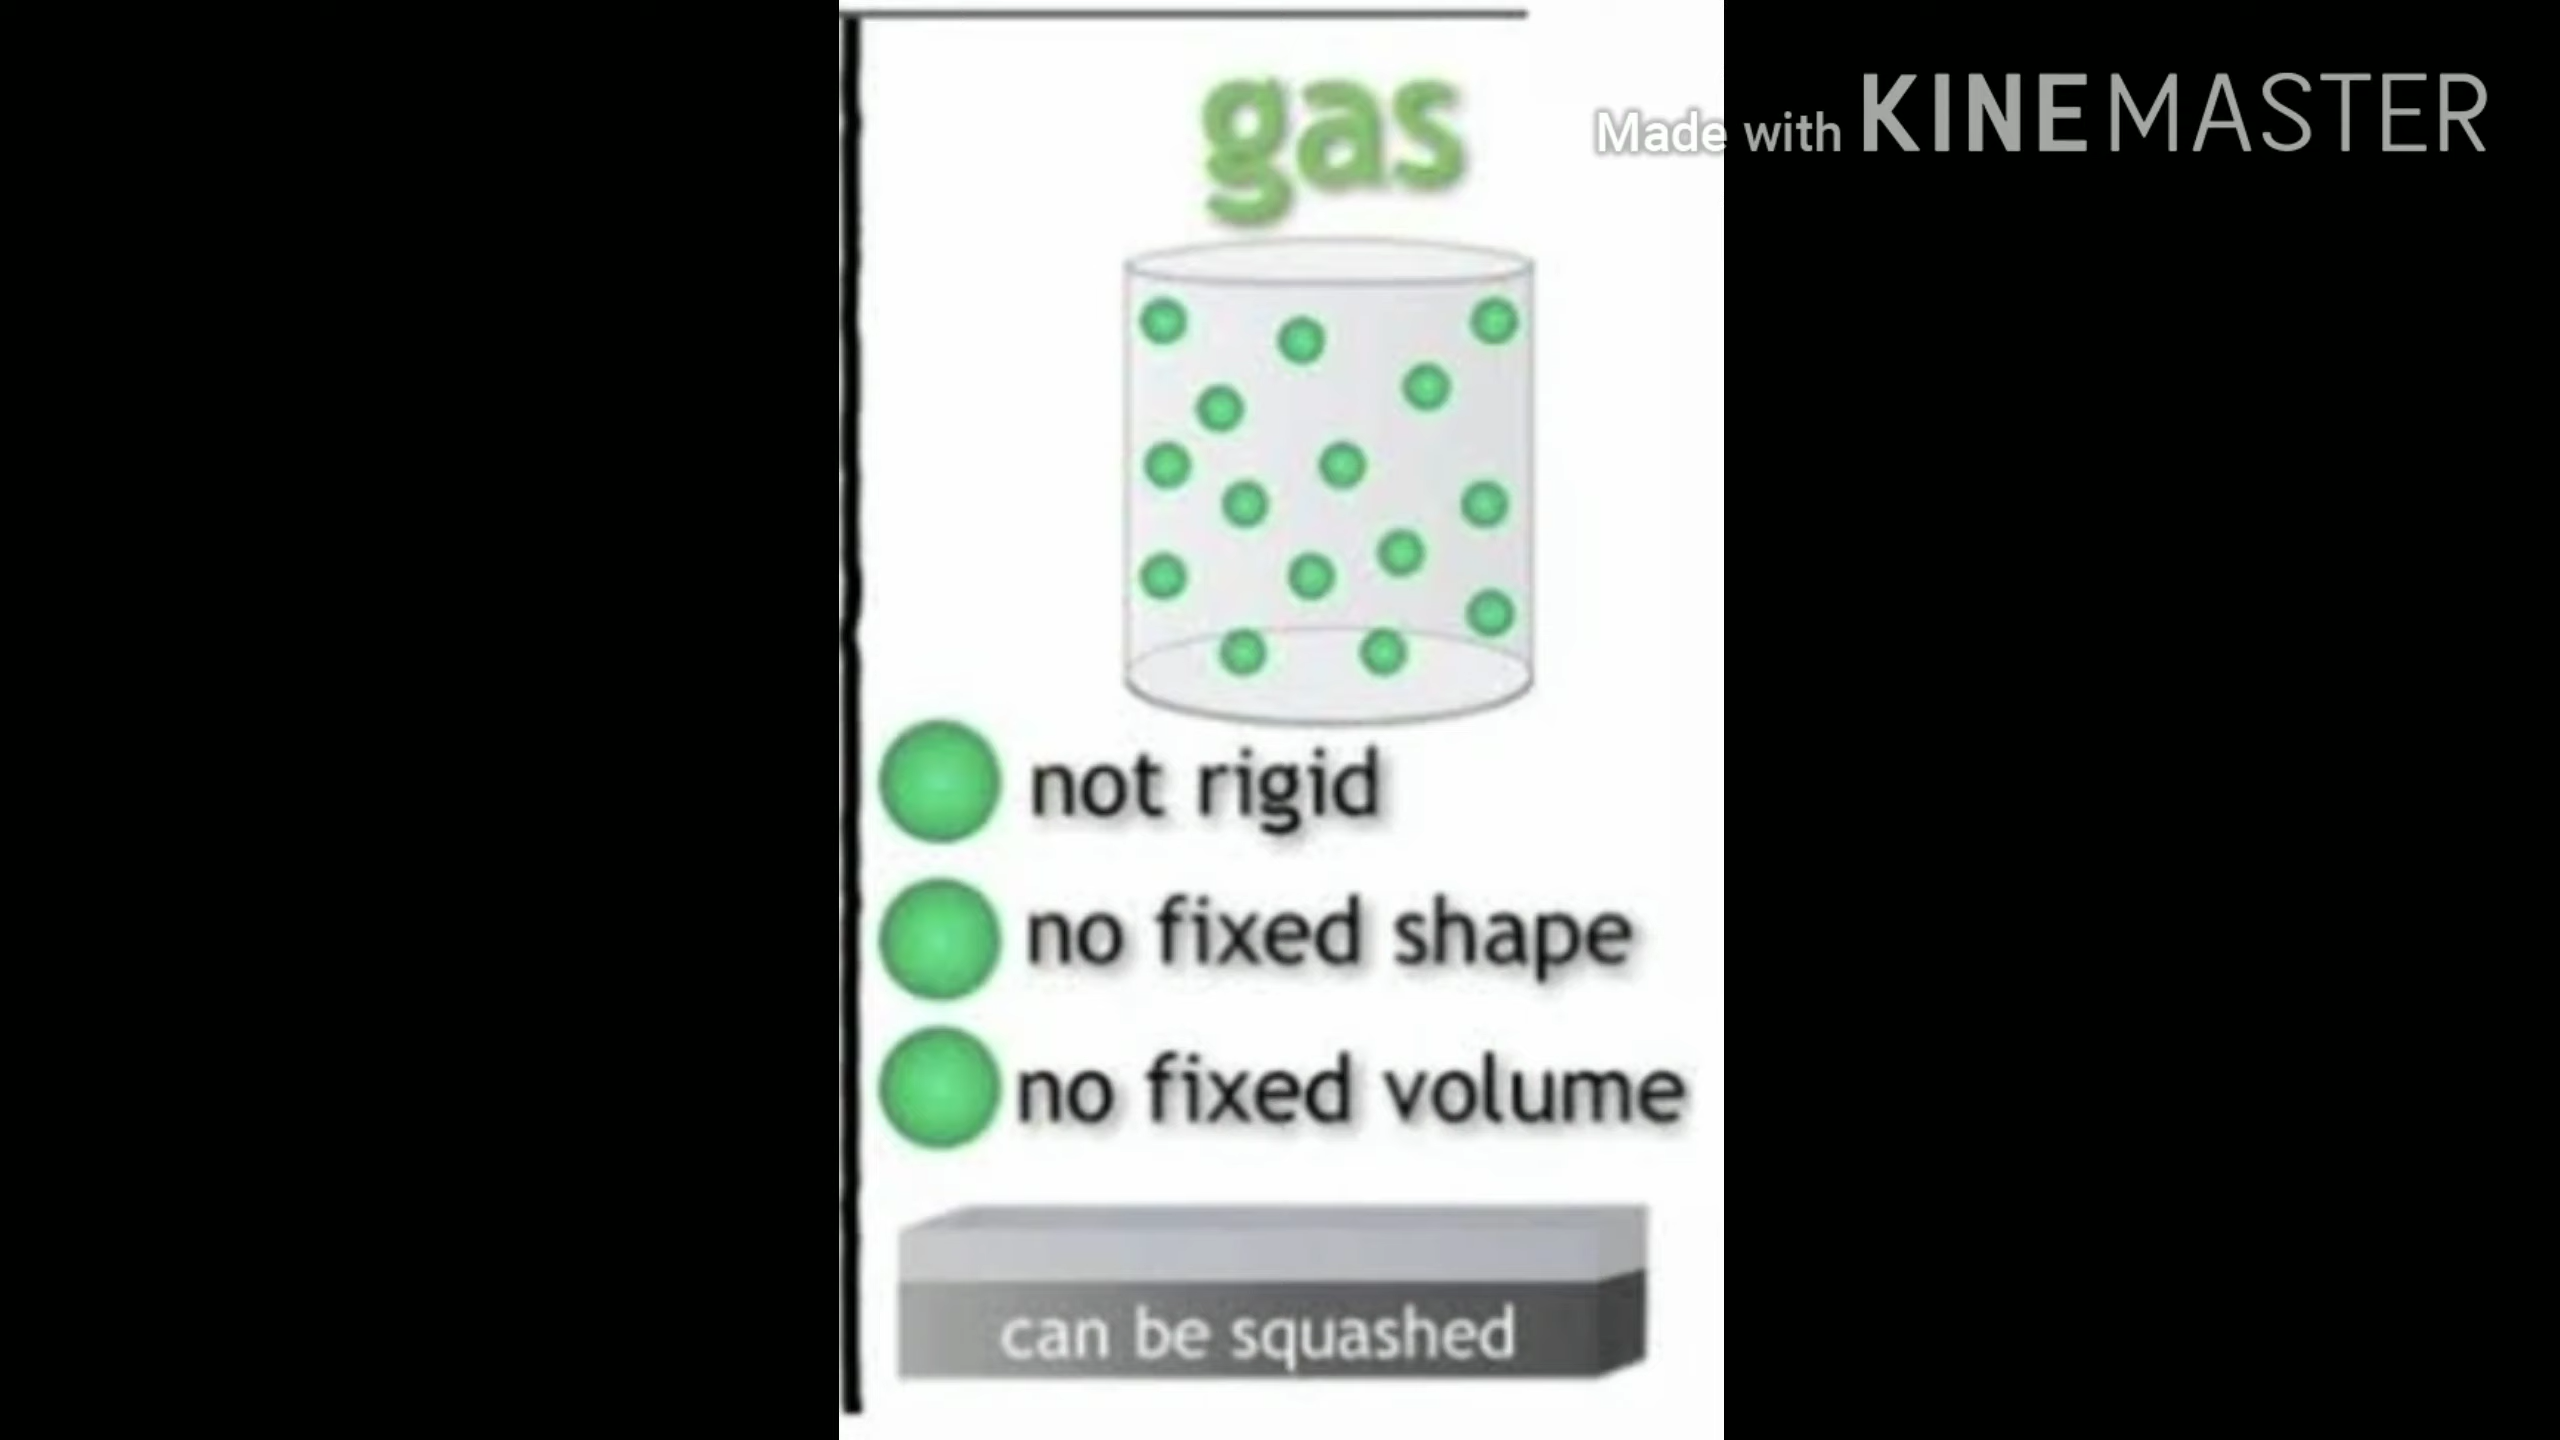 gas
Made with KINEMASTER
not rigid
no fixed shape
no fixed volume
can be squashed